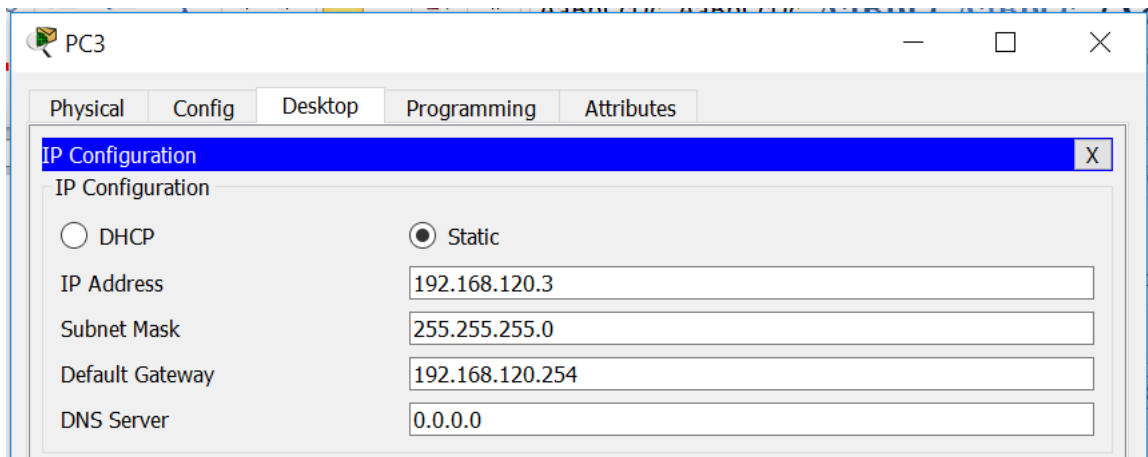 PC3
Physical Config Desktop Programming Attributes
IP Configuration X
IP Configuration
DHCP Static
IP Address 192.168.120.3
Subnet Mask 255.255.255.0
Default Gateway 192.168.120.254
DNS Server 0.0.0.0